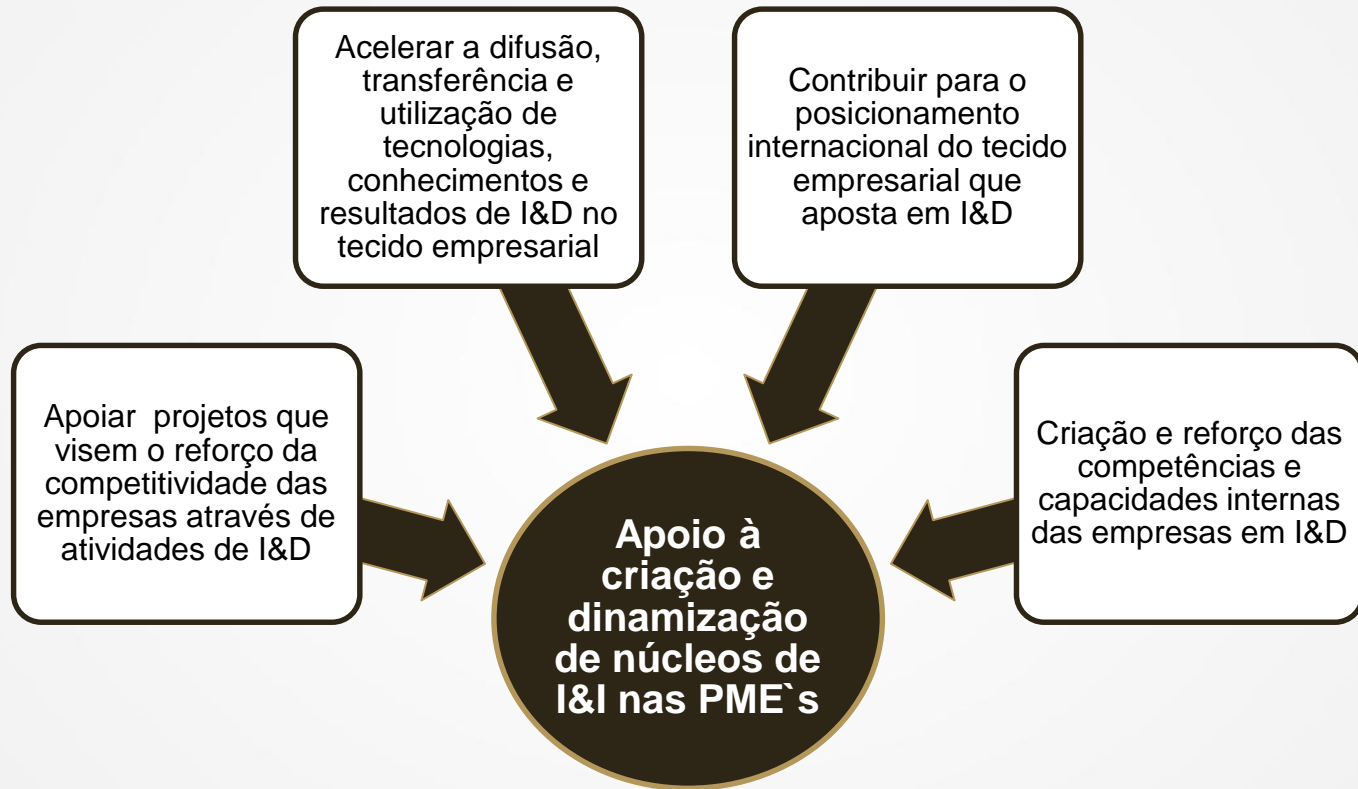 Acelerar a difusão,
transferência e
utilização de
tecnologias,
conhecimentos e
resultados de I&D no
tecido empresarial
Contribuir para o
posicionamento
internacional do tecido
empresarial que
aposta em I&D
Apoiar  projetos que
visem o reforço da
competitividade das
empresas através de
atividades de I&D
Criação e reforço das
competências e
capacidades internas
das empresas em I&D
Apoio à
criação e
dinamização
de núcleos de
I&I nas PME`s